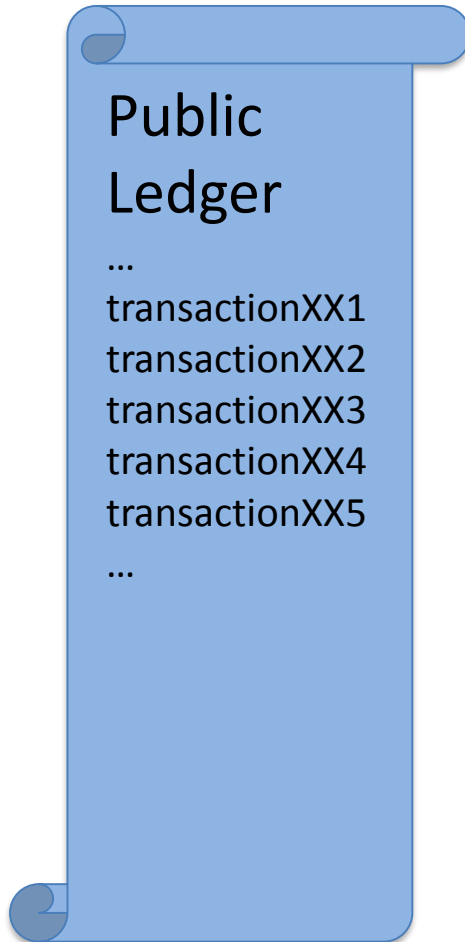 Public
Ledger
…
transactionXX1
transactionXX2
transactionXX3
transactionXX4
transactionXX5
…